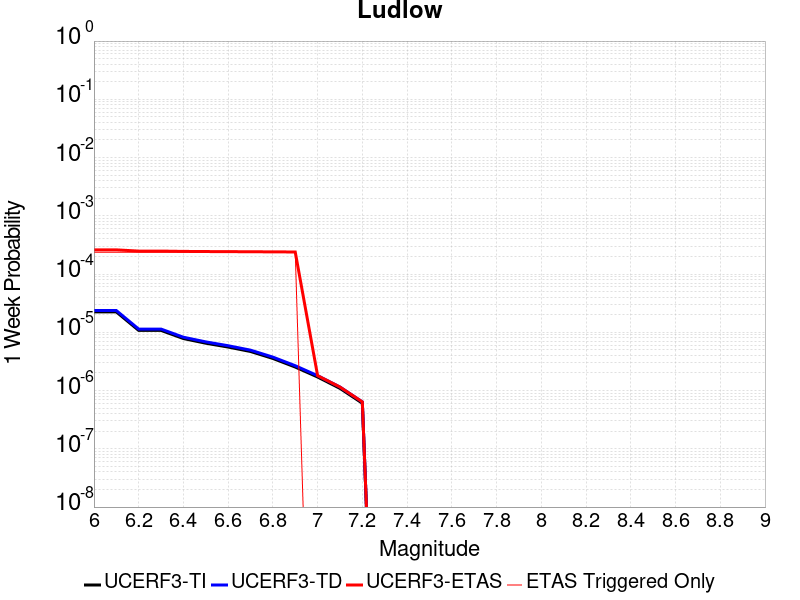 Ludlow
10^0
10^-1
10^-2
10^-3
10^-4
10^-5
10^-6
10^-7
10^-8
1 Week Probability
6 6.2 6.4 6.6 6.8 7 7.2 7.4 7.6 7.8 8 8.2 8.4 8.6 8.8 9
Magnitude
UCERF3-TI UCERF3-TD UCERF3-ETAS ETAS Triggered Only